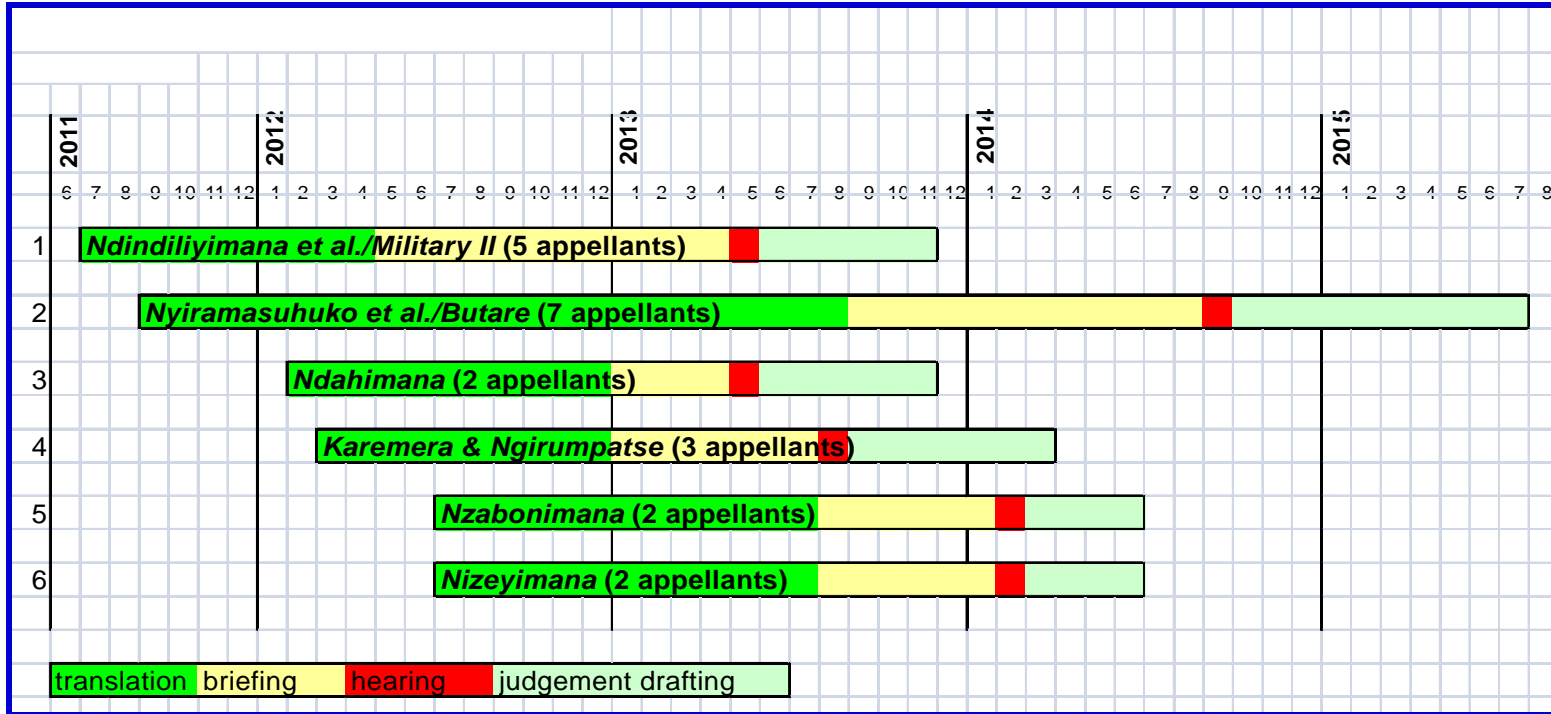 2011 2012 2013 2014 2015
6 7 8 9 10 11 12 1 2 3 4 5 6 7 8 9 10 11 12 1 2 3 4 5 6 7 8 9 10 11 12 1 2 3 4 5 6 7 8 9 10 11 12 1 2 3 4 5 6 7 8
1 Ndindiliyimana et al./Military II (5 appellants)
2 Nyiramasuhuko et al./Butare (7 appellants)
3 Ndahimana (2 appellants)
4 Karemera & Ngirumpatse (3 appellants)
5 Nzabonimana (2 appellants)
6 Nizeyimana (2 appellants)
translation briefing hearing judgement drafting